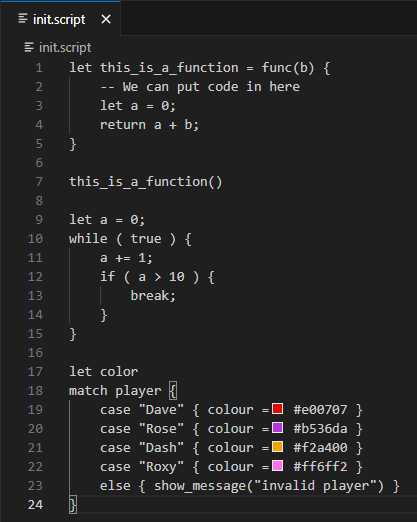 init.script
init.script
1 let this_is_a_function = func(b) {
2     -- We can put code in here
3     let a = 0;
4     return a + b;
5 }
6
7 this_is_a_function()
8
9 let a = 0;
10 while ( true ) {
11     a += 1;
12     if ( a > 10 ) {
13         break;
14     }
15 }
16
17 let color
18 match player {
19     case "Dave" { colour = #e00707 }
20     case "Rose" { colour = #b536da }
21     case "Dash" { colour = #f2a400 }
22     case "Roxy" { colour = #ff6ff2 }
23     else { show_message("invalid player") }
24 }